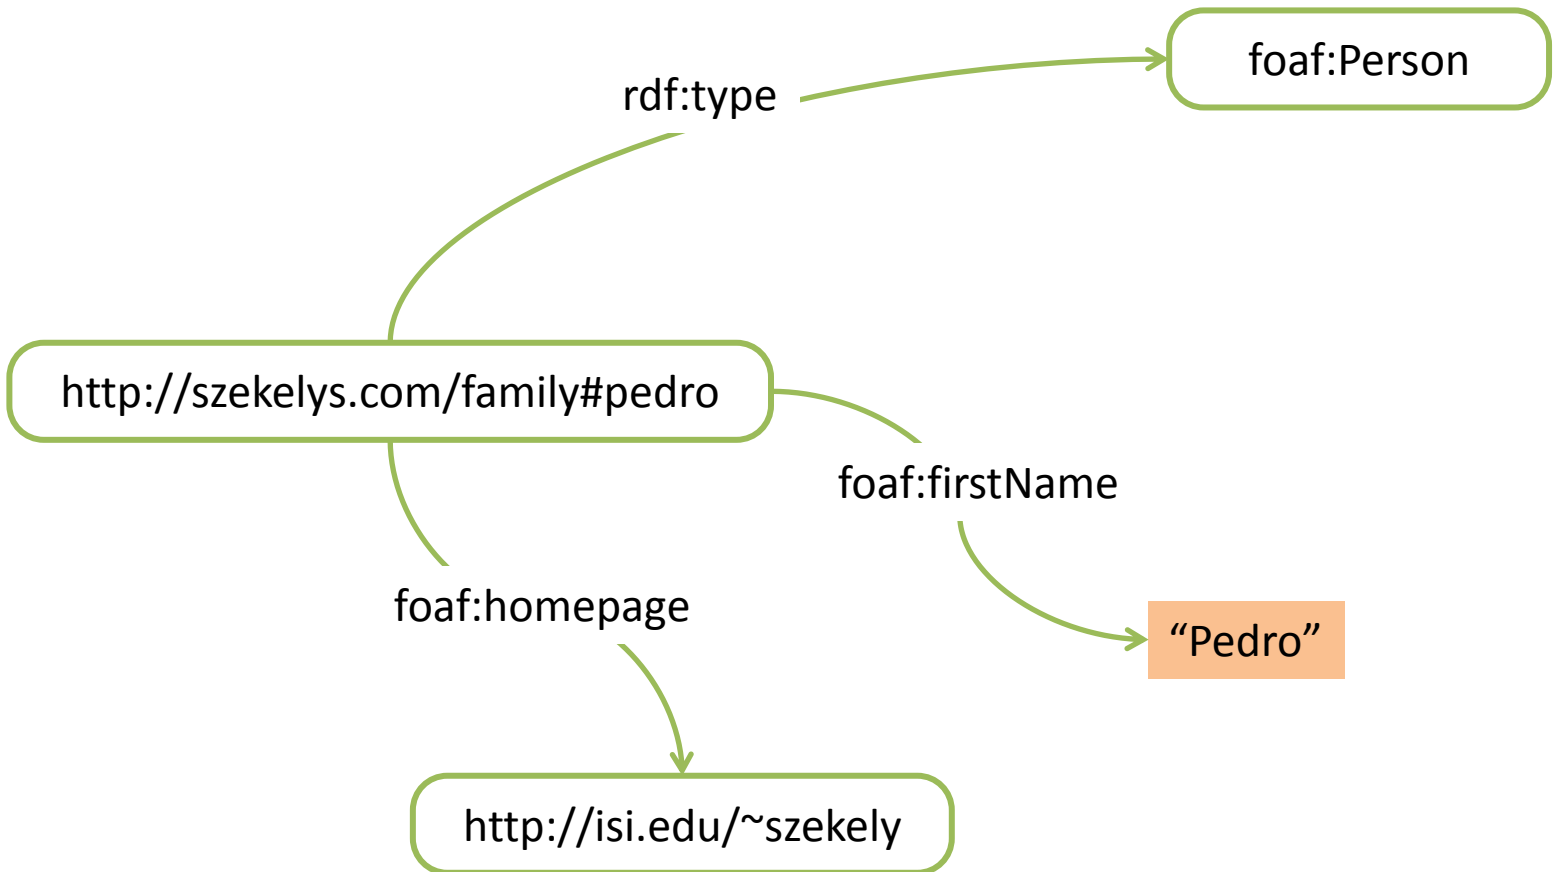 foaf:Person
rdf:type
http://szekelys.com/family#pedro
foaf:firstName
foaf:homepage
“Pedro”
http://isi.edu/~szekely